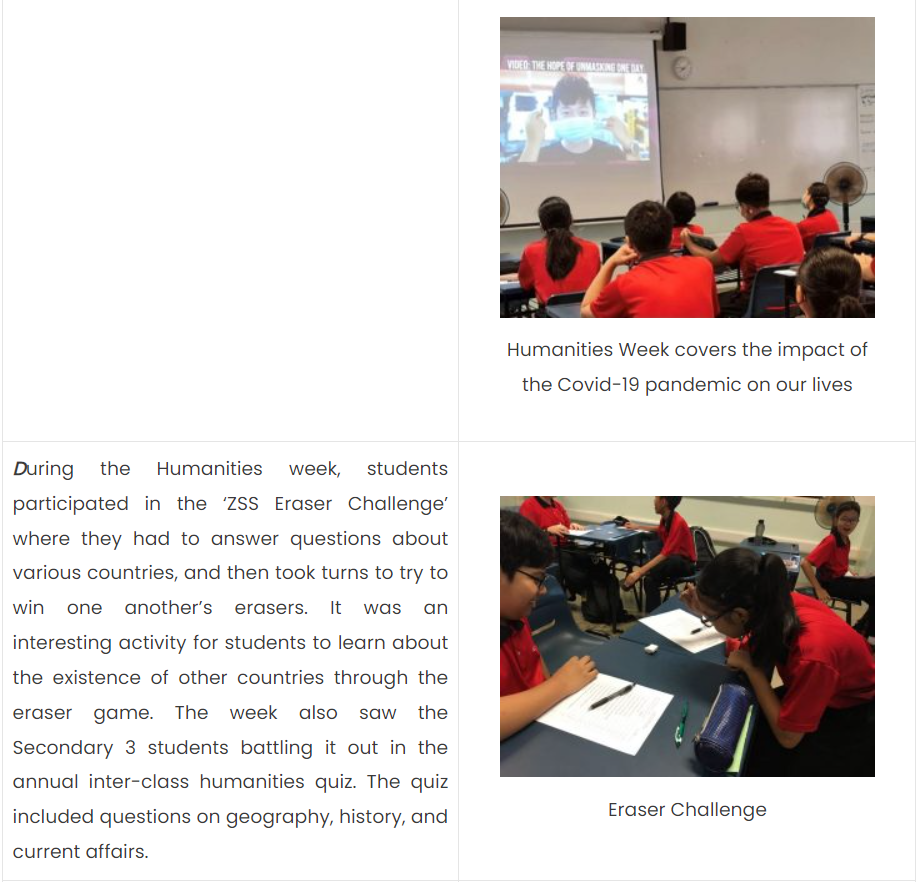 VIDEO: THE HOPE OF UNMASKING ONE DAY
Humanities Week covers the impact of
the Covid-19 pandemic on our lives
During the Humanities week, students
participated in the ‘ZSS Eraser Challenge’
where they had to answer questions about
various countries, and then took turns to try to
win one another’s erasers. It was an
interesting activity for students to learn about
the existence of other countries through the
eraser game. The week also saw the
Secondary 3 students battling it out in the
annual inter-class humanities quiz. The quiz
included questions on geography, history, and
current affairs.
Eraser Challenge